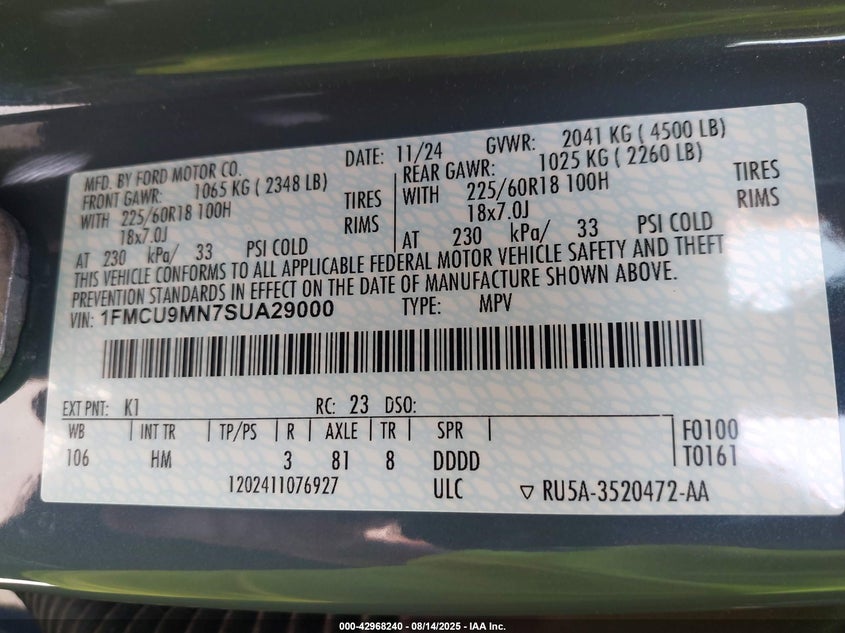 MFD. BY FORD MOTOR CO.
DATE: 11/24 GVWR: 2041 KG ( 4500 LB)
FRONT GAWR: 1065 KG ( 2348 LB)
REAR GAWR: 1025 KG ( 2260 LB)
WITH 225/60R18 100H TIRES
WITH 225/60R18 100H TIRES
18x7.0J RIMS
18x7.0J RIMS
AT 230 kPa/ 33 PSI COLD
AT 230 kPa/ 33 PSI COLD
THIS VEHICLE CONFORMS TO ALL APPLICABLE FEDERAL MOTOR VEHICLE SAFETY AND THEFT
PREVENTION STANDARDS IN EFFECT ON THE DATE OF MANUFACTURE SHOWN ABOVE.
VIN: 1FMCU9MN7SUA29000 TYPE: MPV
EXT PNT: K1 RC: 23 DSO:
WB INT TR TP/PS R AXLE TR SPR F0100
106 HM 3 81 8 DDDD T0161
1202411076927 ULC ▽ RU5A-3520472-AA
000-42968240 - 08/14/2025 - IAA Inc.